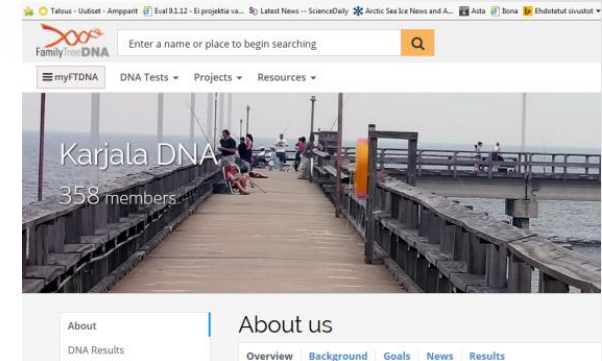 Talous - Uutiset - Ampparit Eval 9.1.12 - Ei projektia va... Latest News -- ScienceDaily Arctic Sea Ice News and A... Asta Ilona Ehdotetut sivustot
FamilyTreeDNA
Enter a name or place to begin searching
myFTDNA DNA Tests Projects Resources
Karjala DNA
358 members
About
DNA Results
About us
Overview Background Goals News Results